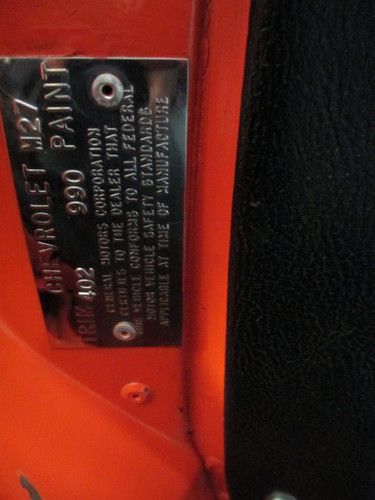 CHEVROLET M27
TRIM 402 990 PAINT
GENERAL MOTORS CORPORATION
CERTIFIES TO THE DEALER THAT
THIS VEHICLE CONFORMS TO ALL FEDERAL
MOTOR VEHICLE SAFETY STANDARDS
APPLICABLE AT TIME OF MANUFACTURE